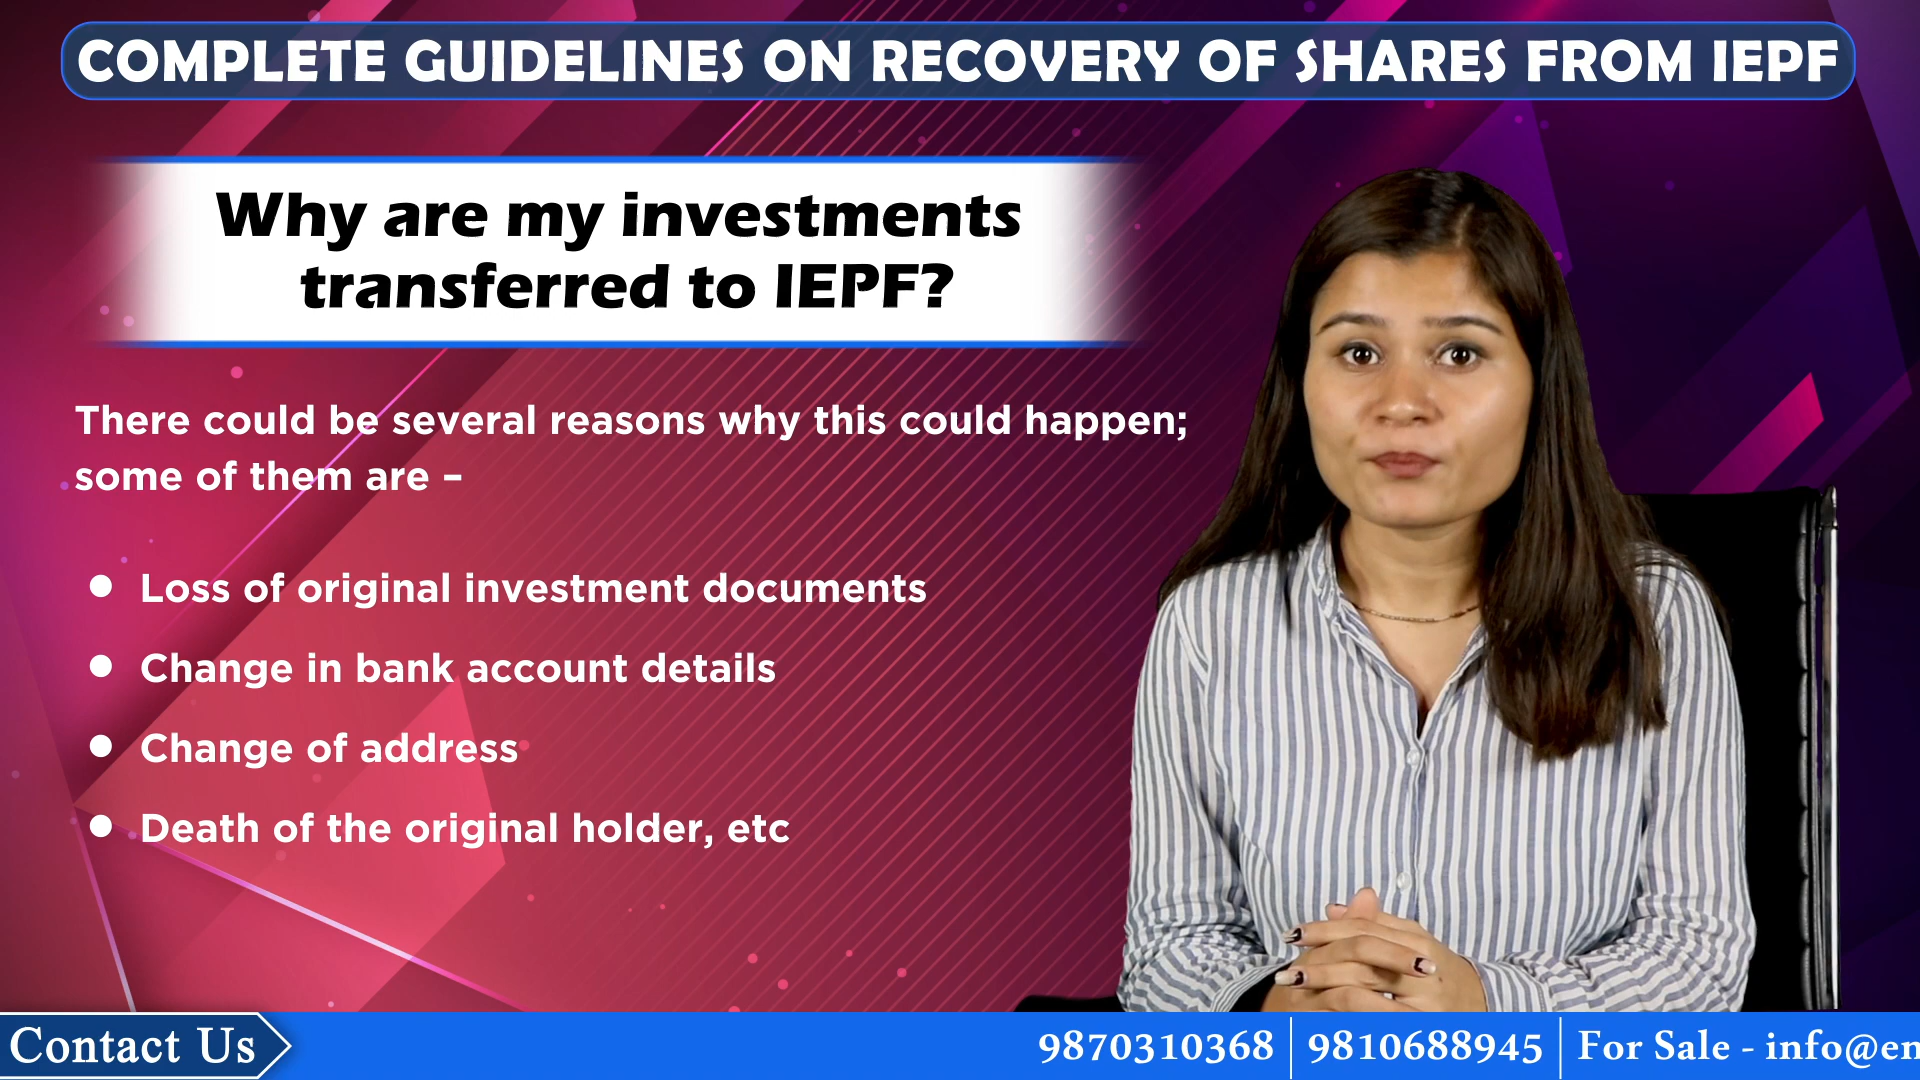 COMPLETE GUIDELINES ON RECOVERY OF SHARES FROM IEPF
Why are my investments
transferred to IEPF?
There could be several reasons why this could happen;
some of them are –
● Loss of original investment documents
● Change in bank account details
● Change of address
● Death of the original holder, etc
Contact Us
9870310368 | 9810688945 | For Sale - info@en